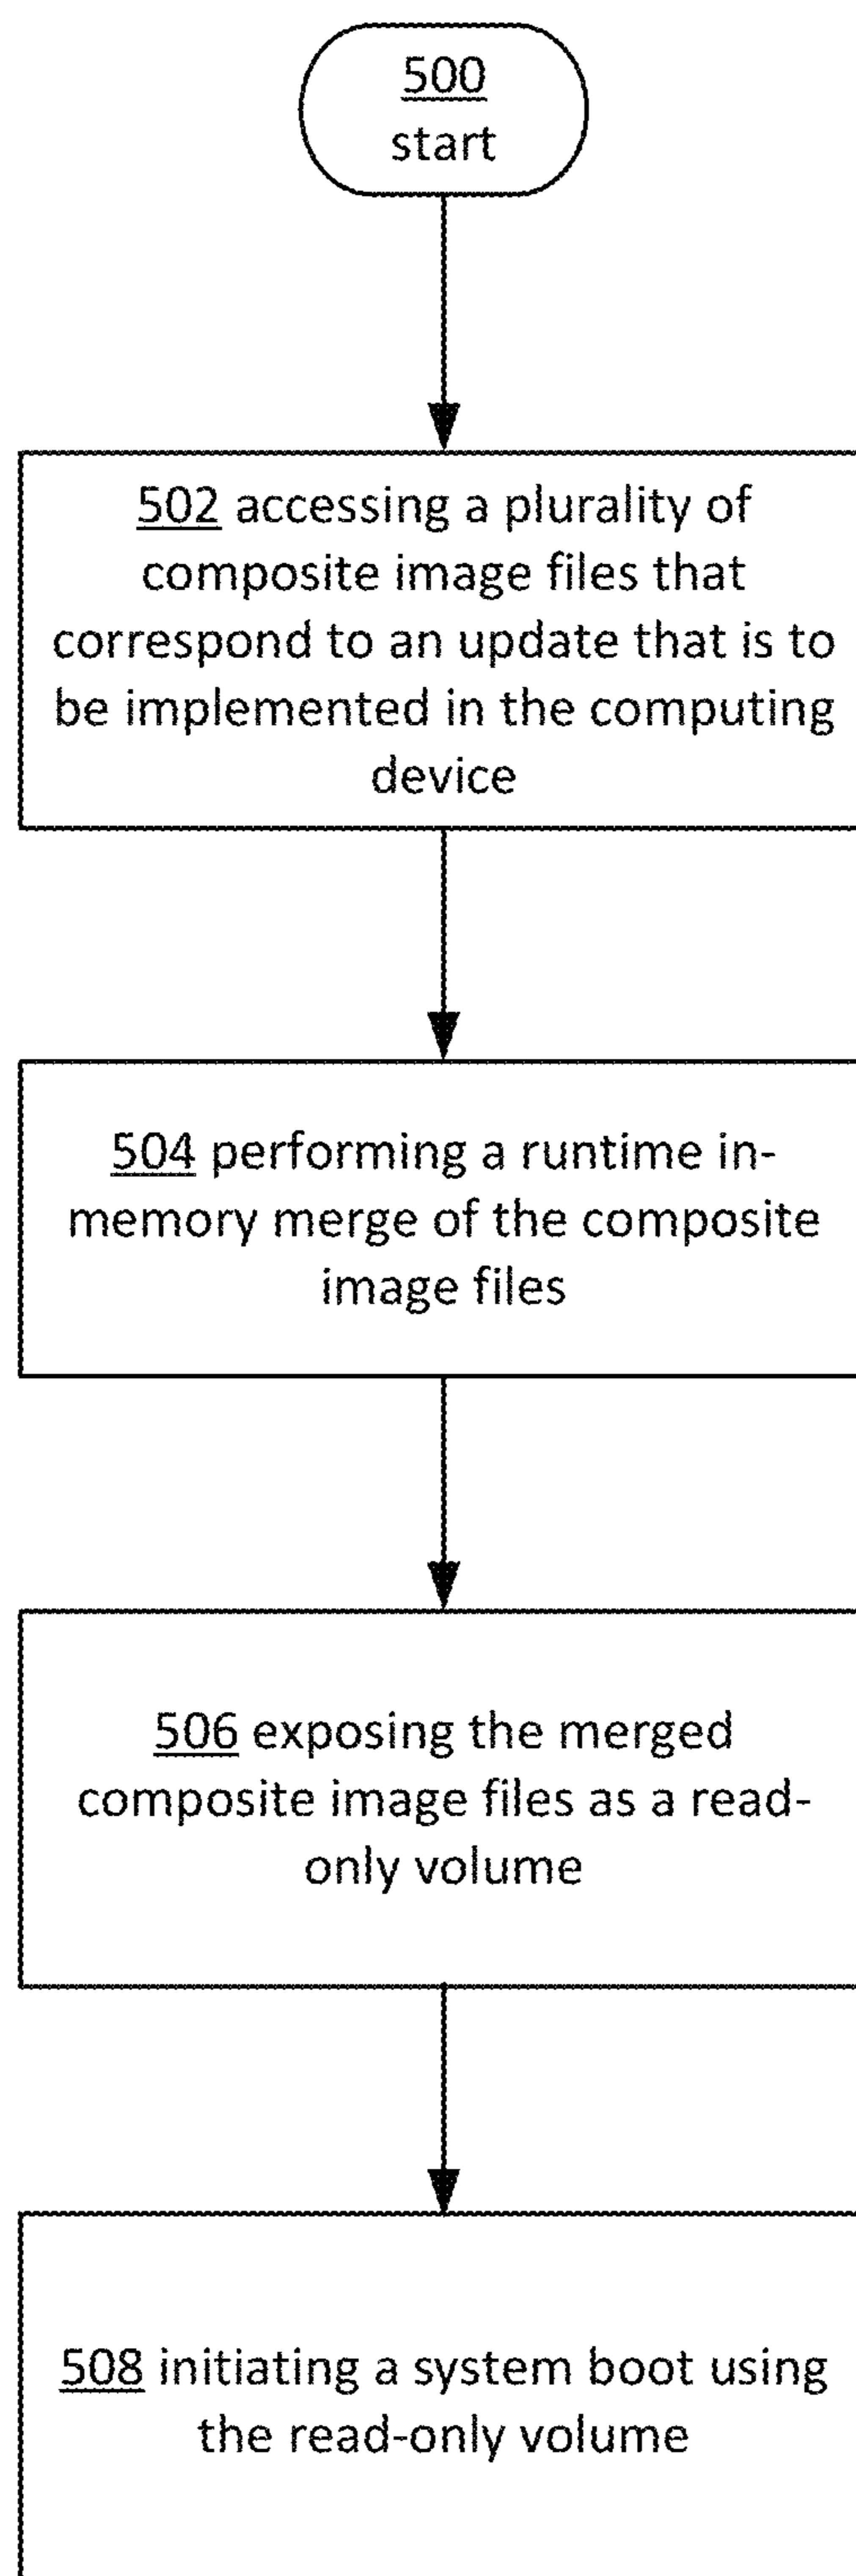 500
start
502 accessing a plurality of
composite image files that
correspond to an update that is to
be implemented in the computing
device
504 performing a runtime in-
memory merge of the composite
image files
506 exposing the merged
composite image files as a read-
only volume
508 initiating a system boot using
the read-only volume